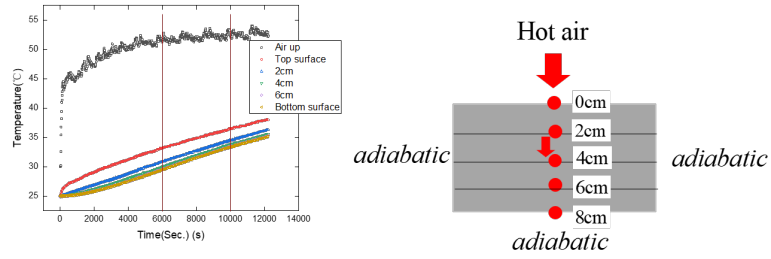 55
50
45
40
35
30
25
Temperature(℃)
0
2000
4000
6000
8000
10000
12000
14000
Time(Sec.) (s)
Air up
Top surface
2cm
4cm
6cm
Bottom surface
Hot air
0cm
2cm
4cm
6cm
8cm
adiabatic
adiabatic
adiabatic